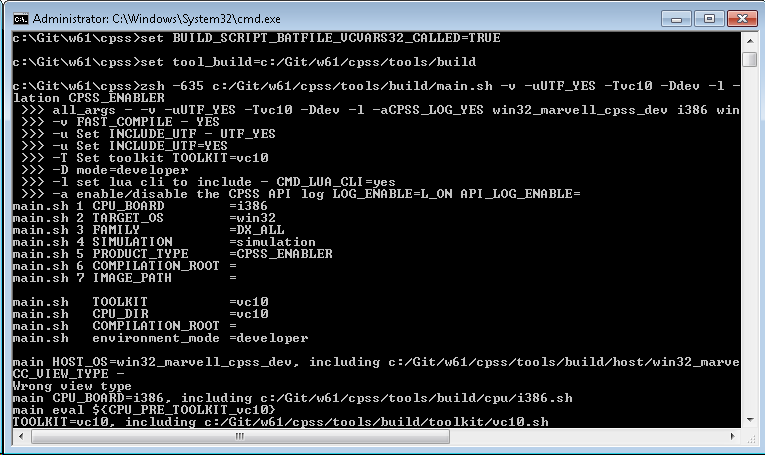 Administrator: C:\Windows\System32\cmd.exe
c:\Git\w61\cpss>set BUILD_SCRIPT_BATFILE_VCVARS32_CALLED=TRUE
c:\Git\w61\cpss>set tool_build=c:/Git/w61/cpss/tools/build
c:\Git\w61\cpss>zsh -635 c:/Git/w61/cpss/tools/build/main.sh -v -uUTF_YES -Tvc10 -Ddev -l -
lation CPSS_ENABLER
>>> all_args - -v -uUTF_YES -Tvc10 -Ddev -l -aCPSS_LOG_YES win32_marvell_cpss_dev i386 win
>>> -v FAST_COMPILE - YES
>>> -u Set INCLUDE_UTF - UTF_YES
>>> -u Set INCLUDE_UTF=YES
>>> -T Set toolkit TOOLKIT=vc10
>>> -D mode=developer
>>> -l set lua cli to include - CMD_LUA_CLI=yes
>>> -a enable/disable the CPSS API log LOG_ENABLE=L_ON API_LOG_ENABLE=
main.sh 1 CPU_BOARD        =i386
main.sh 2 TARGET_OS        =win32
main.sh 3 FAMILY           =DX_ALL
main.sh 4 SIMULATION       =simulation
main.sh 5 PRODUCT_TYPE     =CPSS_ENABLER
main.sh 6 COMPILATION_ROOT =
main.sh 7 IMAGE_PATH       =
main.sh   TOOLKIT          =vc10
main.sh   CPU_DIR          =vc10
main.sh   COMPILATION_ROOT =
main.sh   environment_mode =developer
main HOST_OS=win32_marvell_cpss_dev, including c:/Git/w61/cpss/tools/build/host/win32_marve
CC_VIEW_TYPE -
Wrong view type
main CPU_BOARD=i386, including c:/Git/w61/cpss/tools/build/cpu/i386.sh
main eval ${CPU_PRE_TOOLKIT_vc10}
TOOLKIT=vc10, including c:/Git/w61/cpss/tools/build/toolkit/vc10.sh